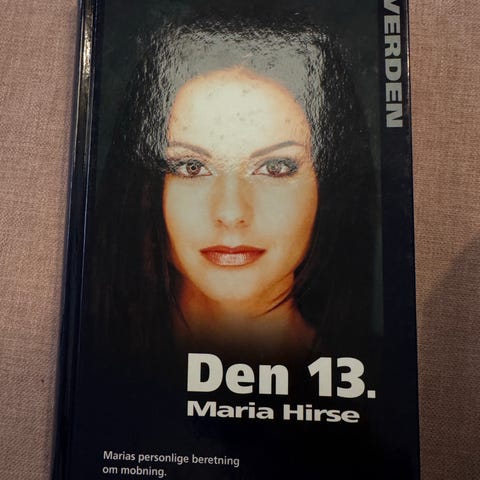 VERDEN
Den 13.
Maria Hirse
Marias personlige beretning
om mobning.